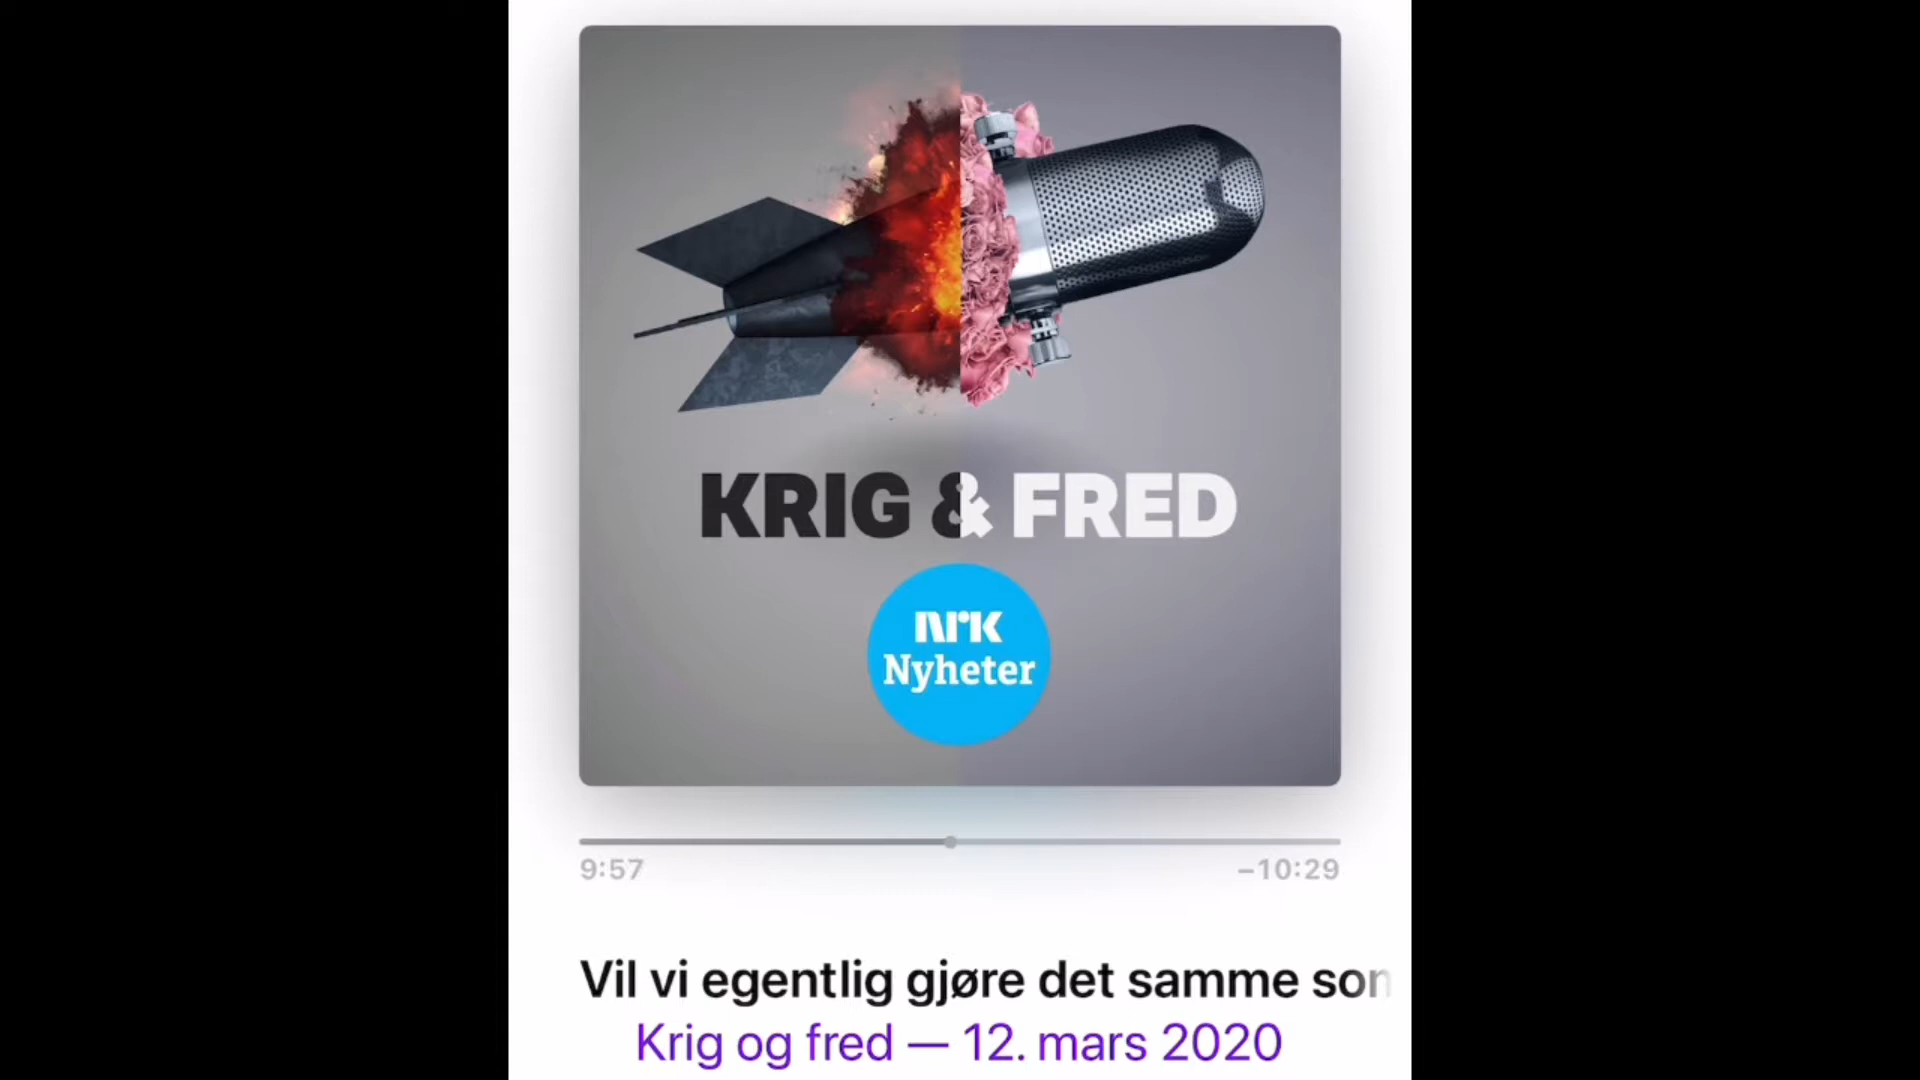 KRIG & FRED
NRK
Nyheter
9:57
–10:29
Vil vi egentlig gjøre det samme som
Krig og fred — 12. mars 2020